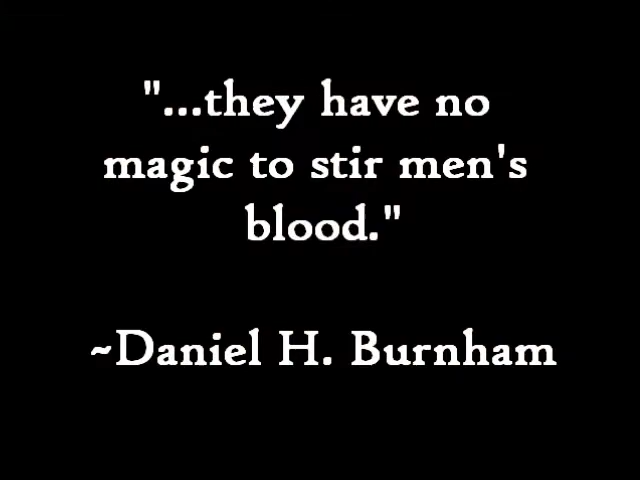 "...they have no
magic to stir men's
blood."
~Daniel H. Burnham